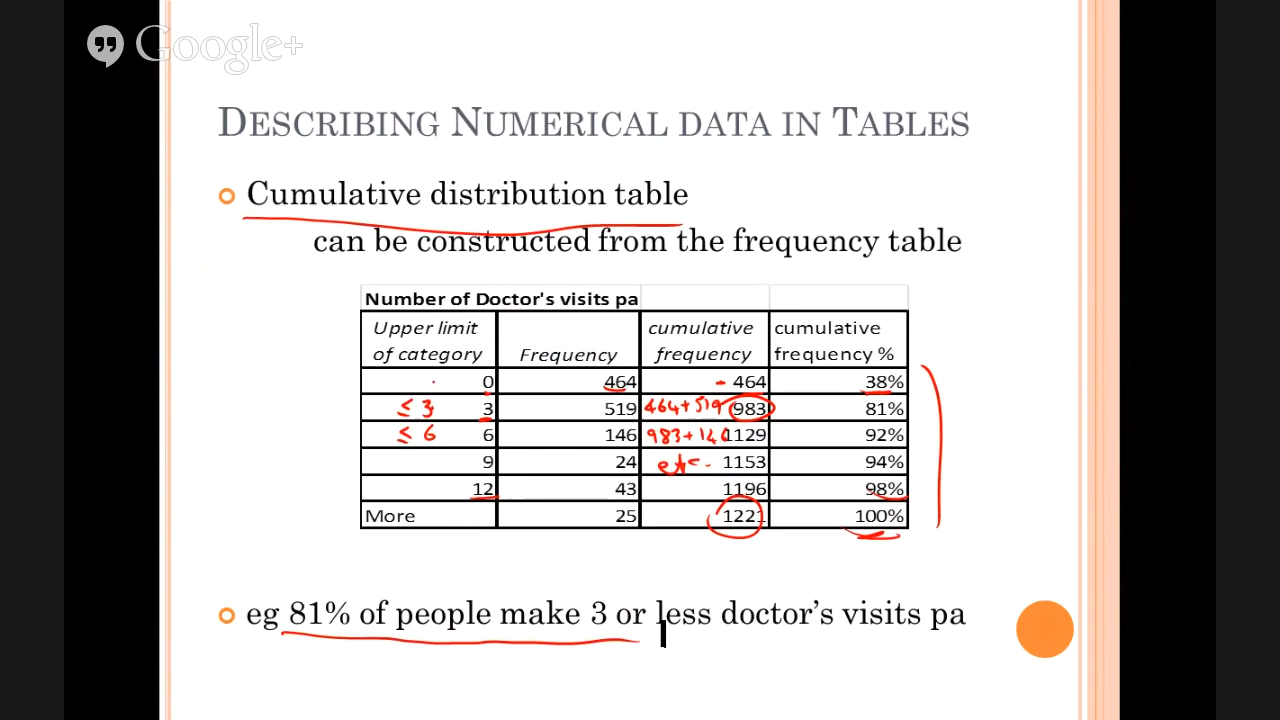 Google+
DESCRIBING NUMERICAL DATA IN TABLES
Cumulative distribution table
can be constructed from the frequency table
Number of Doctor's visits pa
Upper limit of category Frequency cumulative frequency cumulative frequency %
0 464 464 38%
≤ 3 3 519 464+519 983 81%
≤ 6 6 146 983+146 1129 92%
9 24 etc. 1153 94%
12 43 1196 98%
More 25 1221 100%
eg 81% of people make 3 or less doctor's visits pa